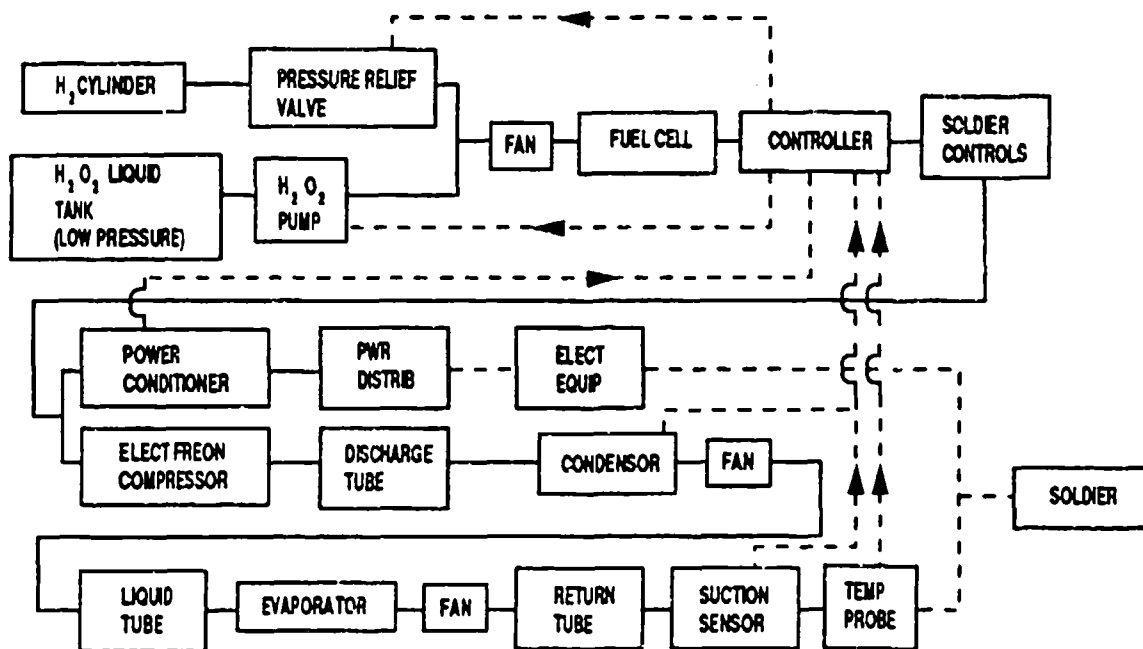 H2 CYLINDER
PRESSURE RELIEF
VALVE
FAN
FUEL CELL
CONTROLLER
SOLDIER
CONTROLS
H2O2 LIQUID
TANK
(LOW PRESSURE)
H2 O2
PUMP
POWER
CONDITIONER
PWR
DISTRIB
ELECT
EQUIP
ELECT FREON
COMPRESSOR
DISCHARGE
TUBE
CONDENSOR
FAN
SOLDIER
LIQUID
TUBE
EVAPORATOR
FAN
RETURN
TUBE
SUCTION
SENSOR
TEMP
PROBE